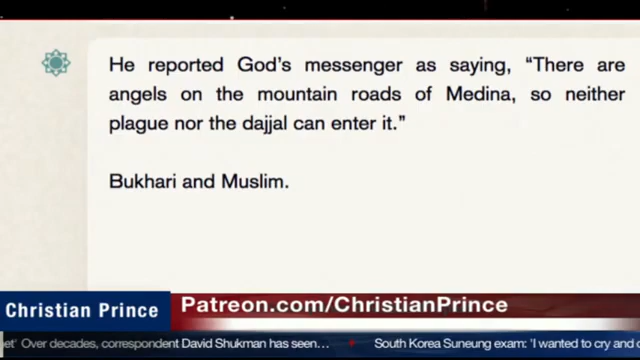 He reported God's messenger as saying, "There are
angels on the mountain roads of Medina, so neither
plague nor the dajjal can enter it."
Bukhari and Muslim.
Christian Prince
Patreon.com/ChristianPrince
Over decades, correspondent David Shukman has seen…
South Korea Suneung exam: 'I wanted to cry and